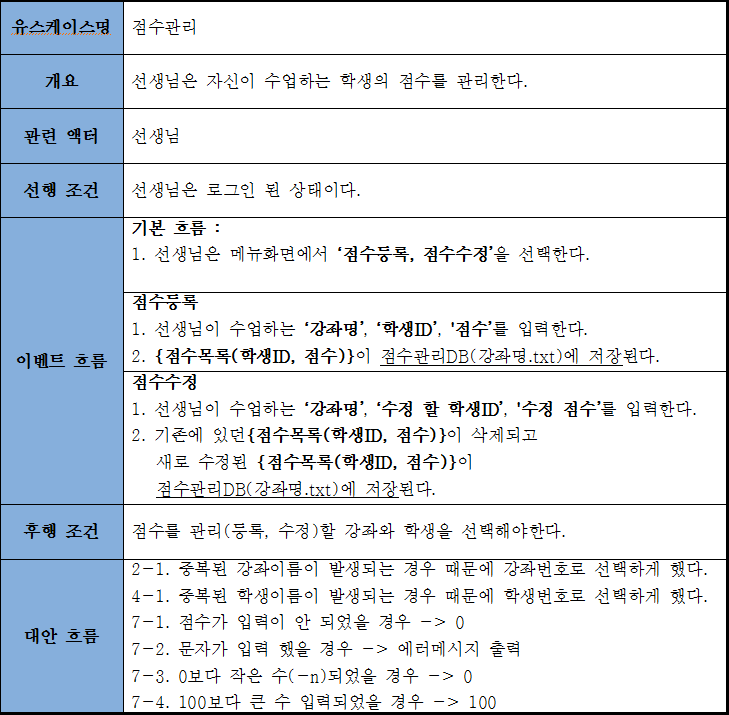 유스케이스명
점수관리
개요
선생님은 자신이 수업하는 학생의 점수를 관리한다.
관련 액터
선생님
선행 조건
선생님은 로그인 된 상태이다.
이벤트 흐름
기본 흐름 :
1. 선생님은 메뉴화면에서 ‘점수등록, 점수수정’을 선택한다.
점수등록
1. 선생님이 수업하는 ‘강좌명’, ‘학생ID’, '점수’를 입력한다.
2. {점수목록(학생ID, 점수)}이 점수관리DB(강좌명.txt)에 저장된다.
점수수정
1. 선생님이 수업하는 ‘강좌명’, ‘수정 할 학생ID’, '수정 점수’를 입력한다.
2. 기존에 있던{점수목록(학생ID, 점수)}이 삭제되고
새로 수정된 {점수목록(학생ID, 점수)}이
점수관리DB(강좌명.txt)에 저장된다.
후행 조건
점수를 관리(등록, 수정)할 강좌와 학생을 선택해야한다.
대안 흐름
2-1. 중복된 강좌이름이 발생되는 경우 때문에 강좌번호로 선택하게 했다.
4-1. 중복된 학생이름이 발생되는 경우 때문에 학생번호로 선택하게 했다.
7-1. 점수가 입력이 안 되었을 경우 -> 0
7-2. 문자가 입력 했을 경우 -> 에러메시지 출력
7-3. 0보다 작은 수(-n)되었을 경우 -> 0
7-4. 100보다 큰 수 입력되었을 경우 -> 100